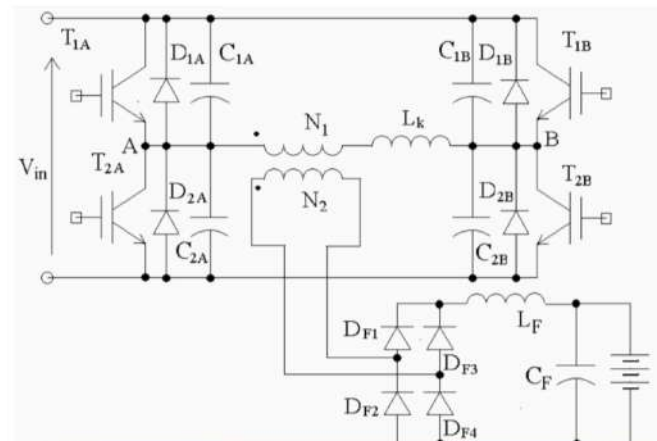 T1A
D1A
C1A
C1B
D1B
T1B
N1
Lk
A
B
Vin
T2A
D2A
N2
D2B
T2B
C2A
C2B
DF1
LF
DF3
CF
DF2
DF4